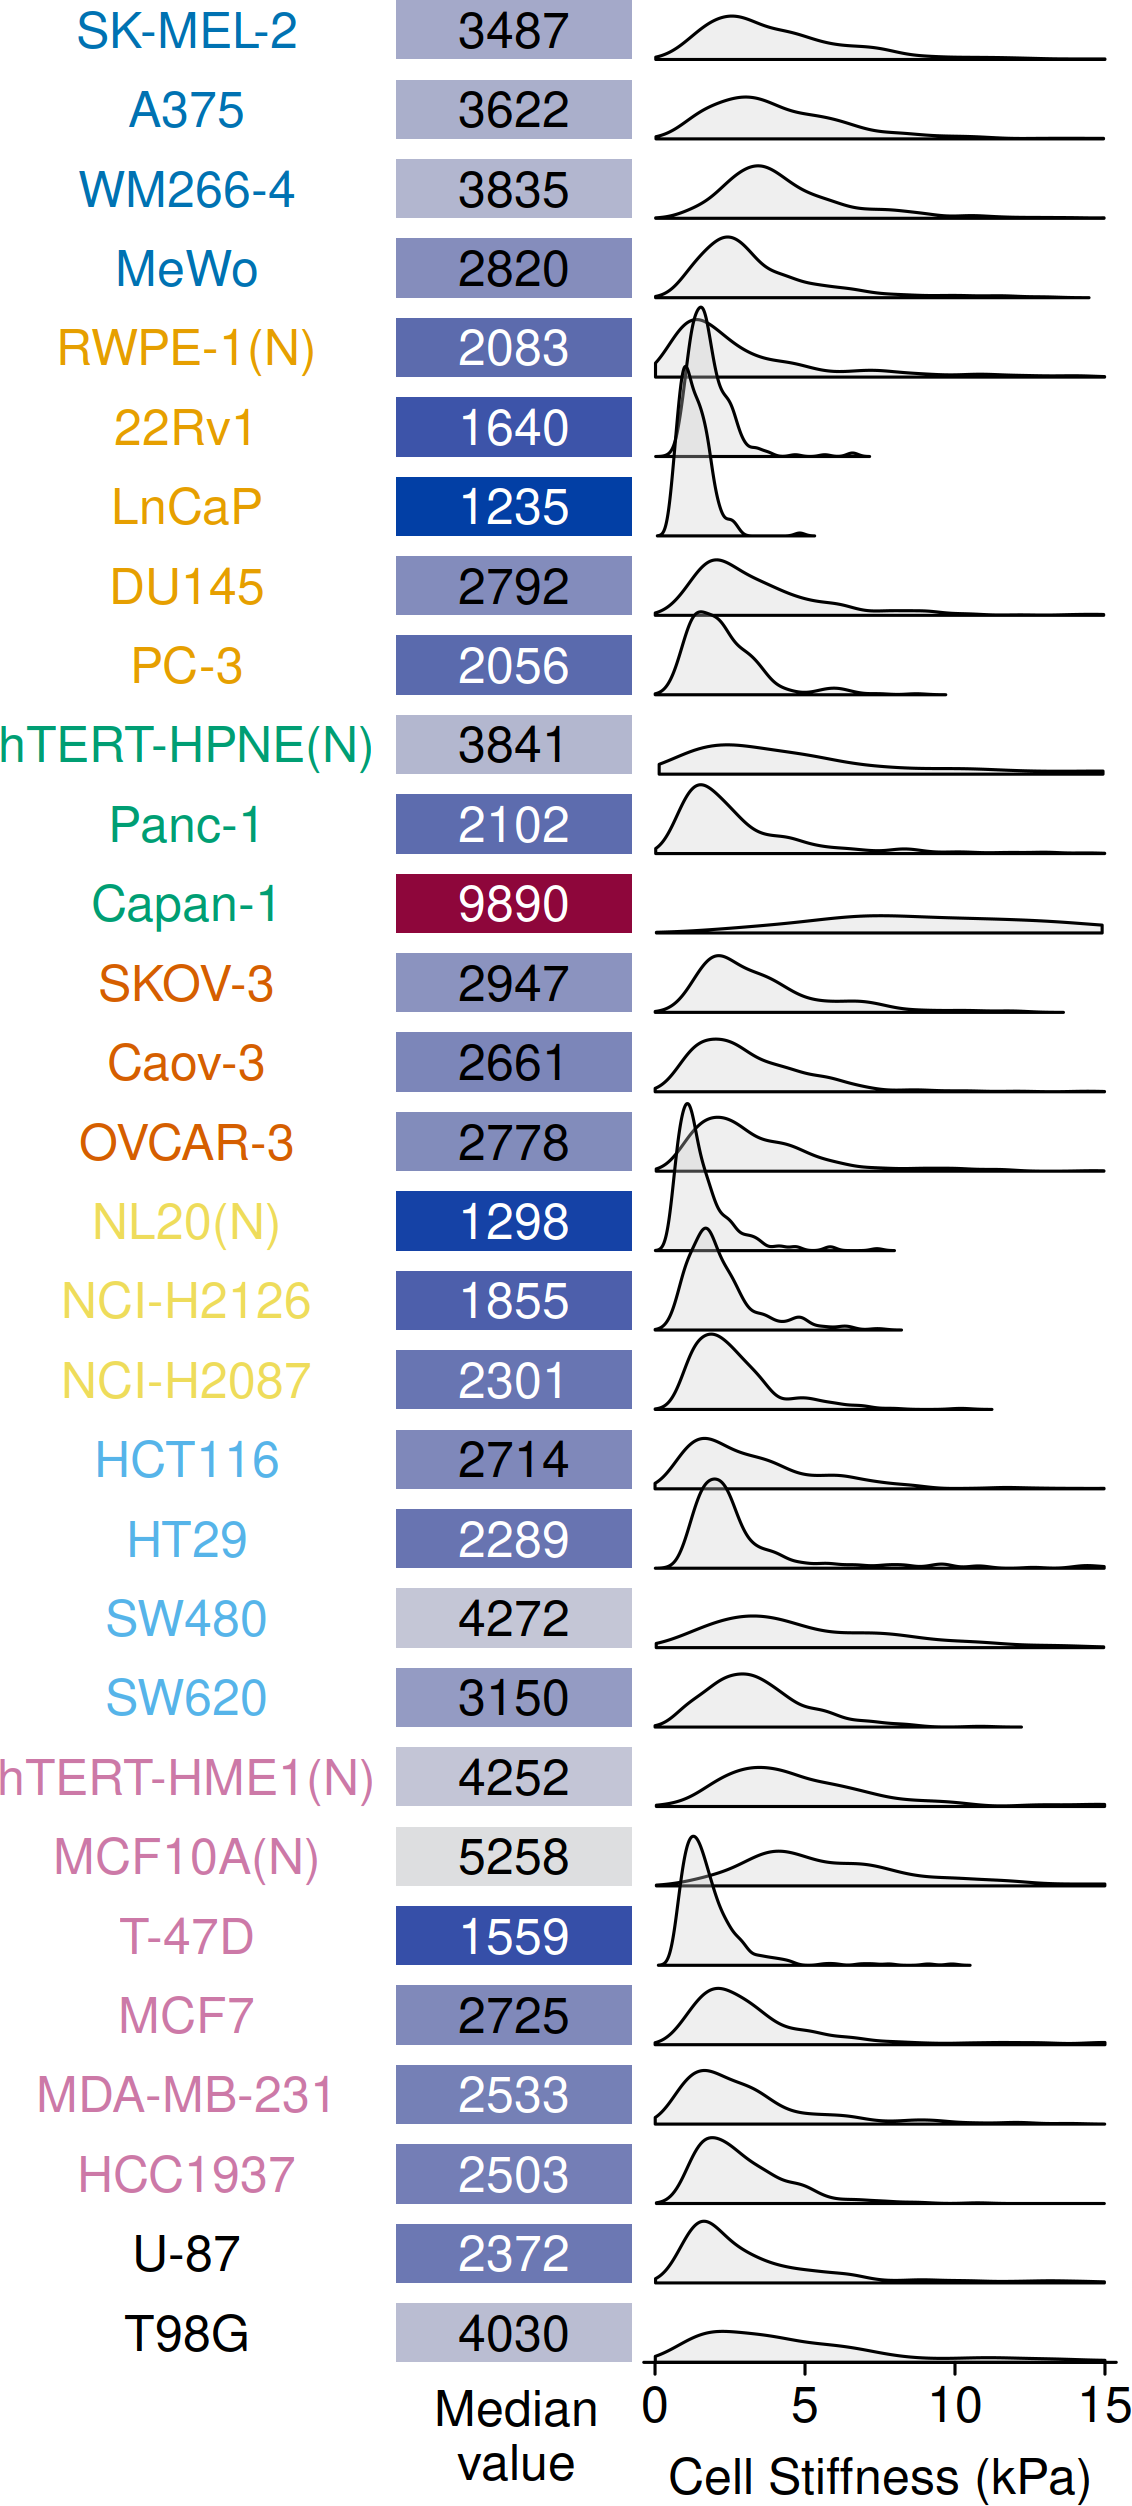 SK-MEL-2 3487
A375 3622
WM266-4 3835
MeWo 2820
RWPE-1(N) 2083
22Rv1 1640
LnCaP 1235
DU145 2792
PC-3 2056
hTERT-HPNE(N) 3841
Panc-1 2102
Capan-1 9890
SKOV-3 2947
Caov-3 2661
OVCAR-3 2778
NL20(N) 1298
NCI-H2126 1855
NCI-H2087 2301
HCT116 2714
HT29 2289
SW480 4272
SW620 3150
hTERT-HME1(N) 4252
MCF10A(N) 5258
T-47D 1559
MCF7 2725
MDA-MB-231 2533
HCC1937 2503
U-87 2372
T98G 4030
0 5 10 15
Median
value
Cell Stiffness (kPa)